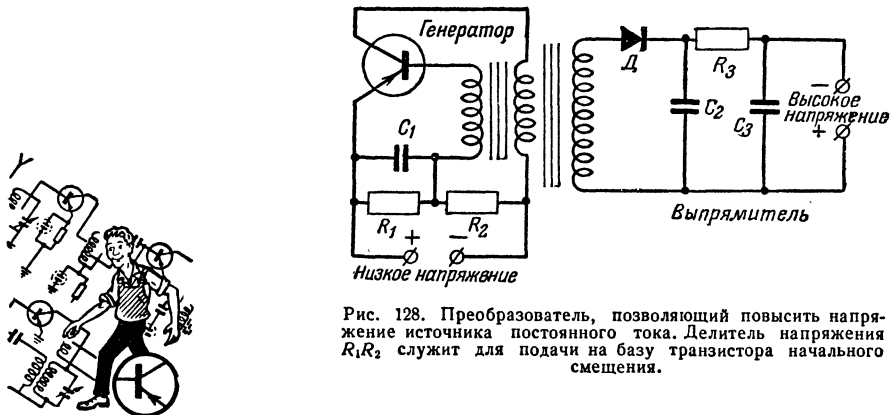 Генератор
Д
R3
C1
C2
C3
− Высокое
+ напряжение
R1
R2
+ −
Низкое напряжение
Выпрямитель
Рис. 128. Преобразователь, позволяющий повысить напря-
жение источника постоянного тока. Делитель напряжения
R1R2 служит для подачи на базу транзистора начального
смещения.